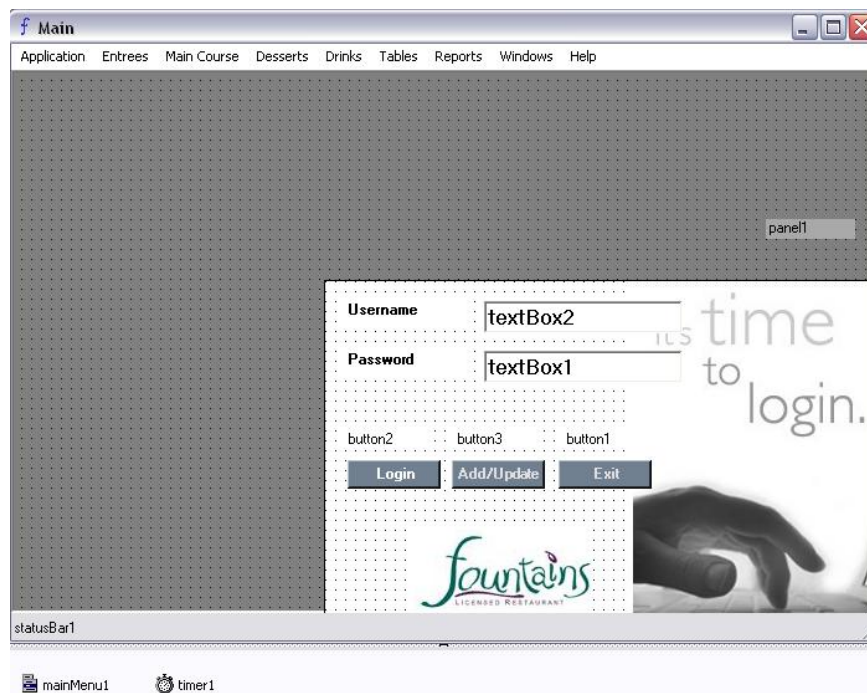 f Main
Application Entrees Main Course Desserts Drinks Tables Reports Windows Help
panel1
Username textBox2
Password textBox1
it's time
to
login.
button2 button3 button1
Login Add/Update Exit
fountains
LICENSED RESTAURANT
statusBar1
mainMenu1 timer1